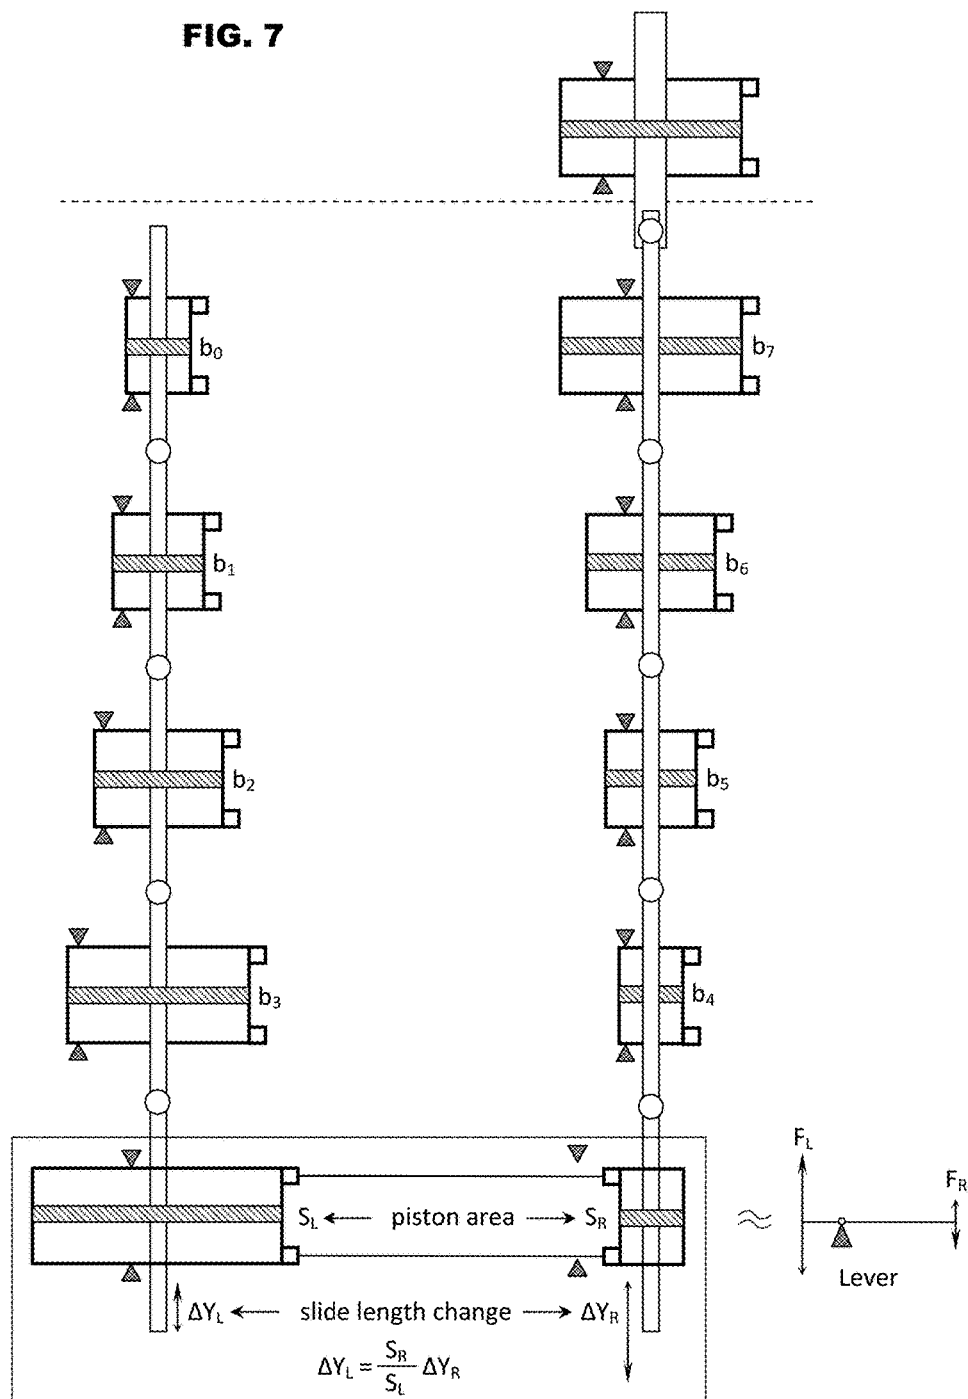 FIG. 7
b₀
b₇
b₁
b₆
b₂
b₅
b₃
b₄
S_L piston area S_R
F_L
F_R
Lever
ΔY_L slide length change ΔY_R
ΔY_L = S_R/S_L ΔY_R